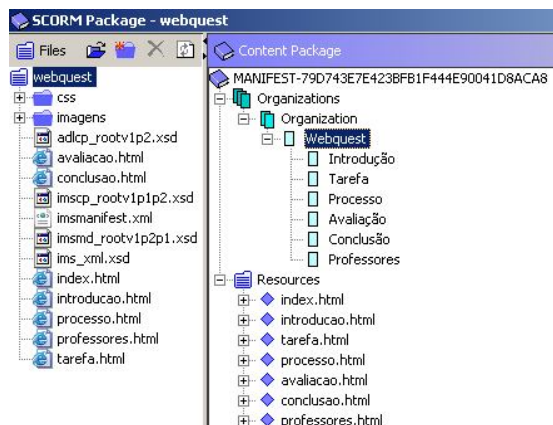 SCORM Package - webquest
Files
webquest
css
imagens
adlcp_rootv1p2.xsd
avaliacao.html
conclusao.html
imscp_rootv1p1p2.xsd
imsmanifest.xml
imsmd_rootv1p2p1.xsd
ims_xml.xsd
index.html
introducao.html
processo.html
professores.html
tarefa.html
Content Package
MANIFEST-79D743E7E423BFB1F444E90041D8ACA8
Organizations
Organization
Webquest
Introdução
Tarefa
Processo
Avaliação
Conclusão
Professores
Resources
index.html
introducao.html
tarefa.html
processo.html
avaliacao.html
conclusao.html
professores.html